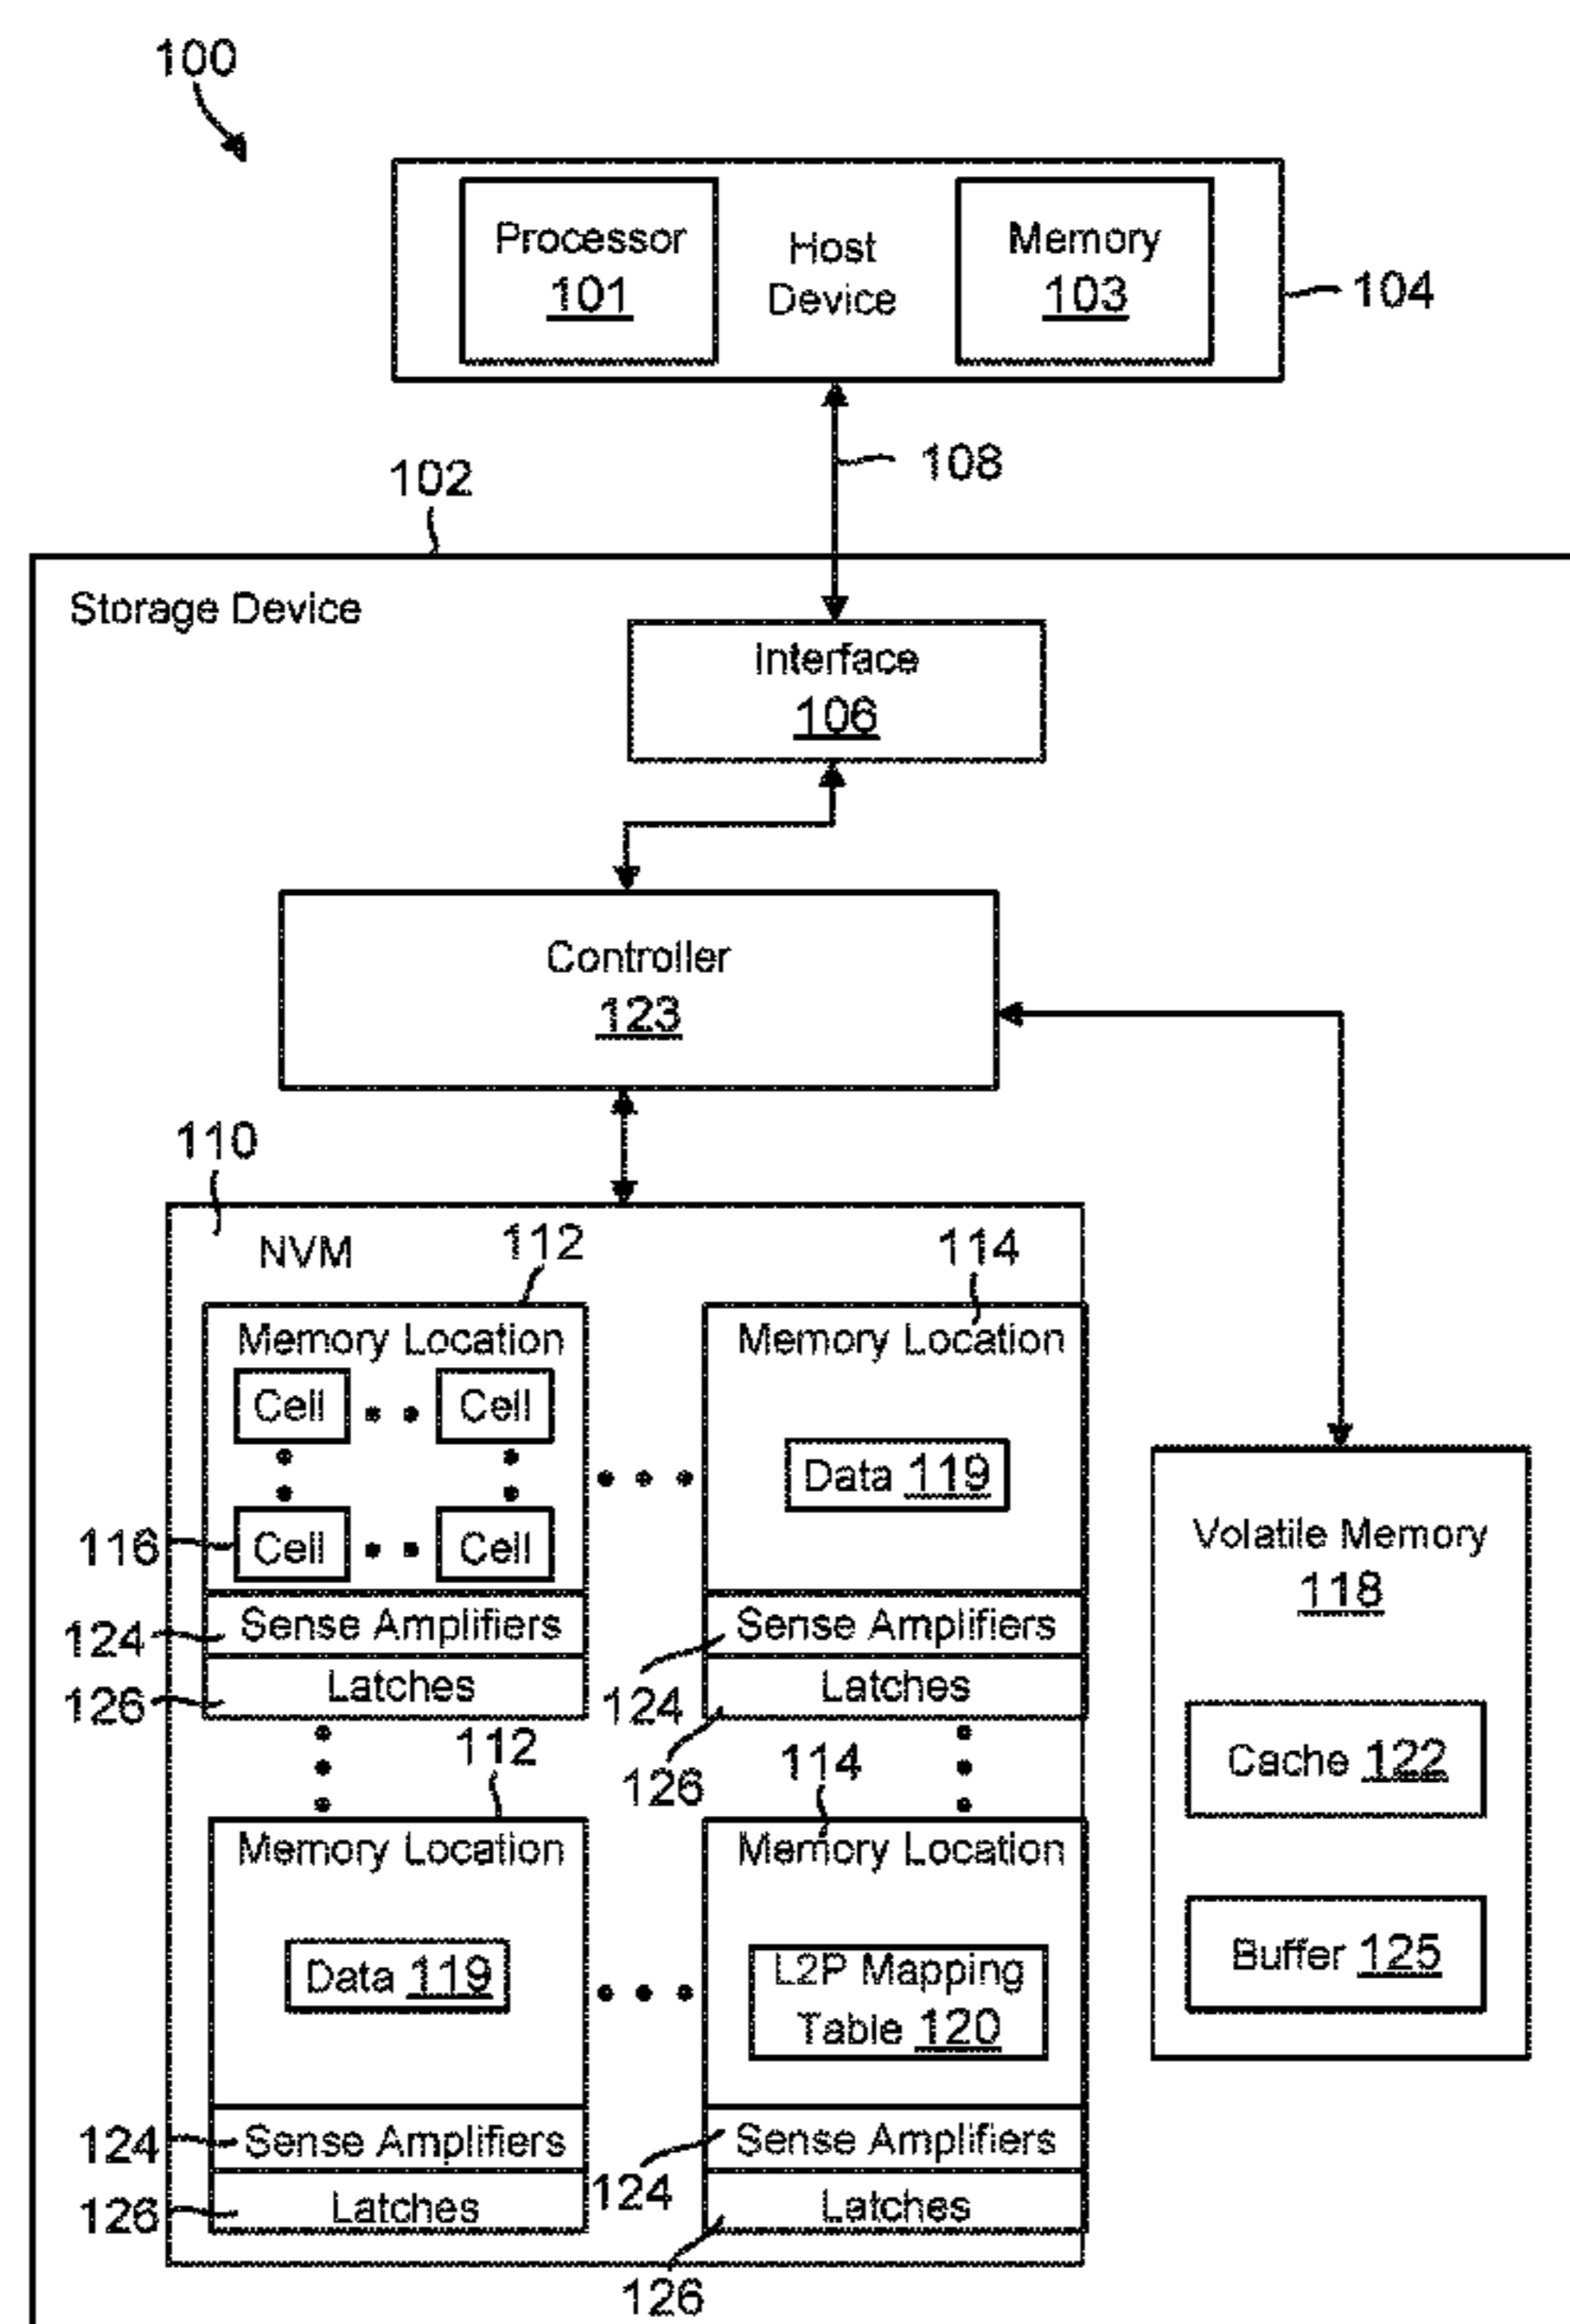 100
Processor
101
Host
Device
Memory
103
104
108
102
Storage Device
Interface
106
Controller
123
110
NVM
112
114
Memory Location
Cell
Cell
Cell
Cell
116
Sense Amplifiers
124
Latches
126
Memory Location
Data 119
Sense Amplifiers
124
Latches
126
112
114
Memory Location
Data 119
Sense Amplifiers
124
Latches
126
Memory Location
L2P Mapping
Table 120
Sense Amplifiers
124
Latches
126
Volatile Memory
118
Cache 122
Buffer 125